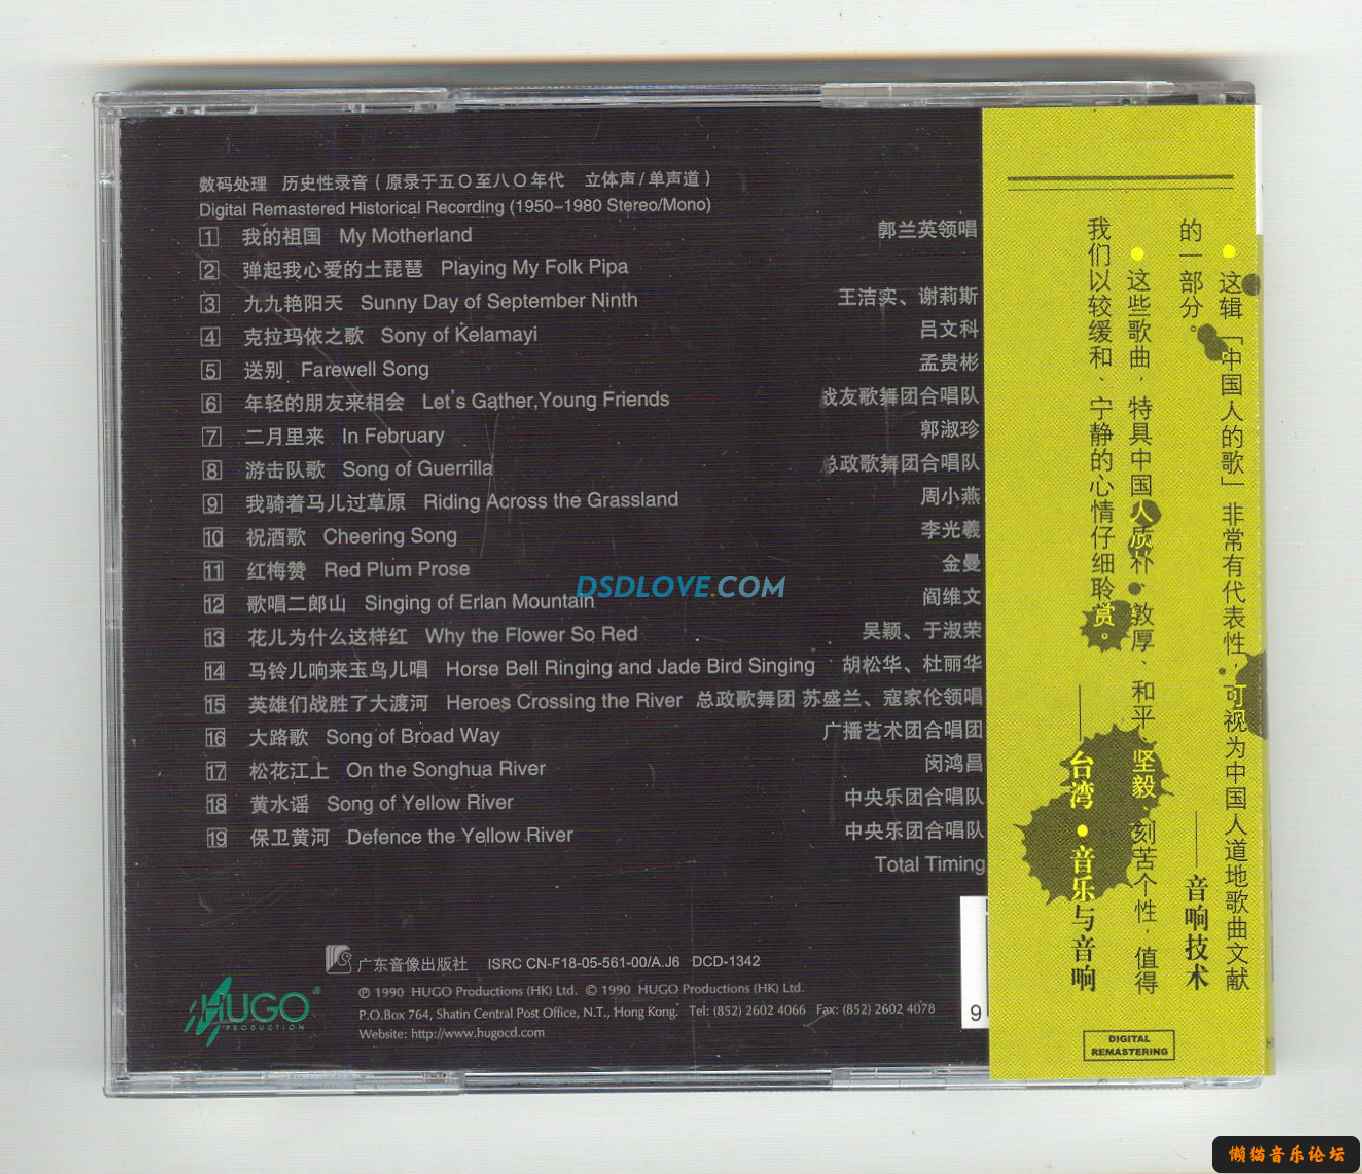 数码处理 历史性录音（原录于五〇至八〇年代 立体声/单声道）
Digital Remastered Historical Recording (1950–1980 Stereo/Mono)
1 我的祖国 My Motherland 郭兰英领唱
2 弹起我心爱的土琵琶 Playing My Folk Pipa
3 九九艳阳天 Sunny Day of September Ninth 王洁实、谢莉斯
4 克拉玛依之歌 Sony of Kelamayi 吕文科
5 送别 Farewell Song 孟贵彬
6 年轻的朋友来相会 Let's Gather,Young Friends 战友歌舞团合唱队
7 二月里来 In February 郭淑珍
8 游击队歌 Song of Guerrilla 总政歌舞团合唱队
9 我骑着马儿过草原 Riding Across the Grassland 周小燕
10 祝酒歌 Cheering Song 李光羲
11 红梅赞 Red Plum Prose 金曼
12 歌唱二郎山 Singing of Erlan Mountain 阎维文
13 花儿为什么这样红 Why the Flower So Red 吴颖、于淑荣
14 马铃儿响来玉鸟儿唱 Horse Bell Ringing and Jade Bird Singing 胡松华、杜丽华
15 英雄们战胜了大渡河 Heroes Crossing the River 总政歌舞团 苏盛兰、寇家伦领唱
16 大路歌 Song of Broad Way 广播艺术团合唱团
17 松花江上 On the Songhua River 闵鸿昌
18 黄水谣 Song of Yellow River 中央乐团合唱队
19 保卫黄河 Defence the Yellow River 中央乐团合唱队
Total Timing
DSDLOVE.COM
广东音像出版社 ISRC CN-F18-05-561-00/A.J6 DCD-1342
℗ 1990 HUGO Productions (HK) Ltd. © 1990 HUGO Productions (HK) Ltd.
P.O.Box 764, Shatin Central Post Office, N.T., Hong Kong. Tel: (852) 2602 4066 Fax: (852) 2602 4078
Website: http://www.hugocd.com
HUGO®
PRODUCTION
9
●这辑「中国人的歌」非常有代表性，可视为中国人道地歌曲文献
的一部分。
——音响技术
●这些歌曲，特具中国人质朴、敦厚、和平、坚毅、刻苦个性，值得
我们以较缓和、宁静的心情仔细聆赏。
——台湾●音乐与音响
DIGITAL
REMASTERING
懒猫音乐论坛